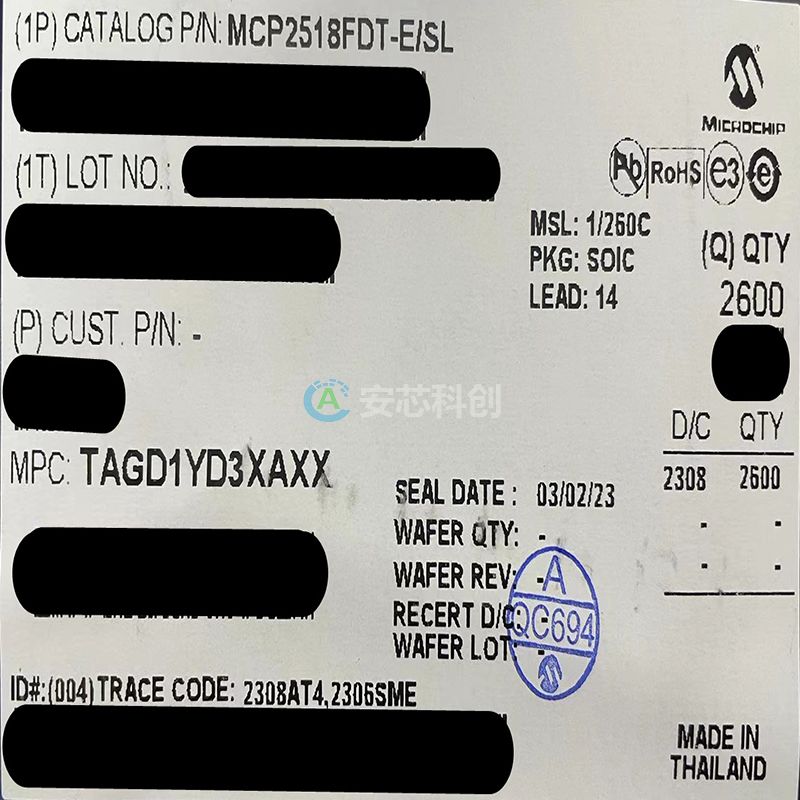 (1P) CATALOG P/N: MCP2518FDT-E/SL
MICROCHIP
(1T) LOT NO.:
Pb RoHS e3 e
MSL: 1/260C
PKG: SOIC
LEAD: 14
(Q) QTY
2600
(P) CUST. P/N: -
安芯科创
D/C QTY
2308 2600
- -
- -
MPC: TAGD1YD3XAXX
SEAL DATE : 03/02/23
WAFER QTY: -
WAFER REV: -
RECERT D/C: -
WAFER LOT: -
A
QC694
ID#:(004) TRACE CODE: 2308AT4,2306SME
MADE IN
THAILAND